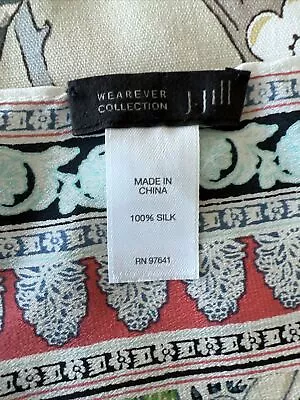 WEAREVER
COLLECTION
J.Jill
MADE IN
CHINA
100% SILK
RN 97641